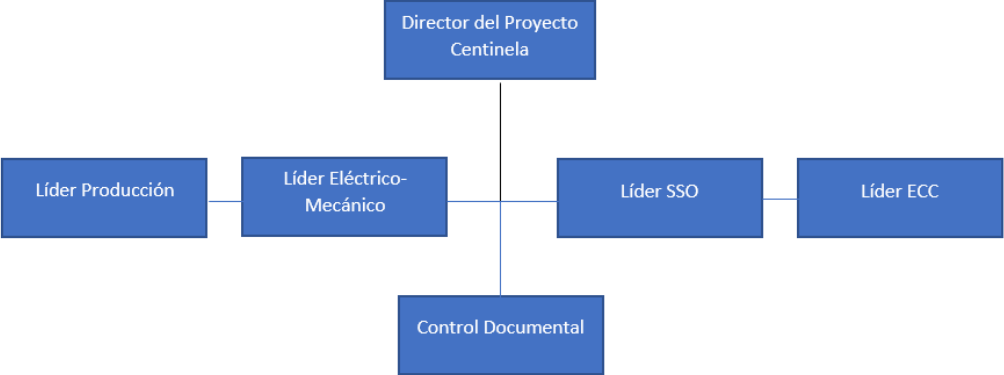 Director del Proyecto
Centinela
Líder Producción
Líder Eléctrico-
Mecánico
Líder SSO
Líder ECC
Control Documental